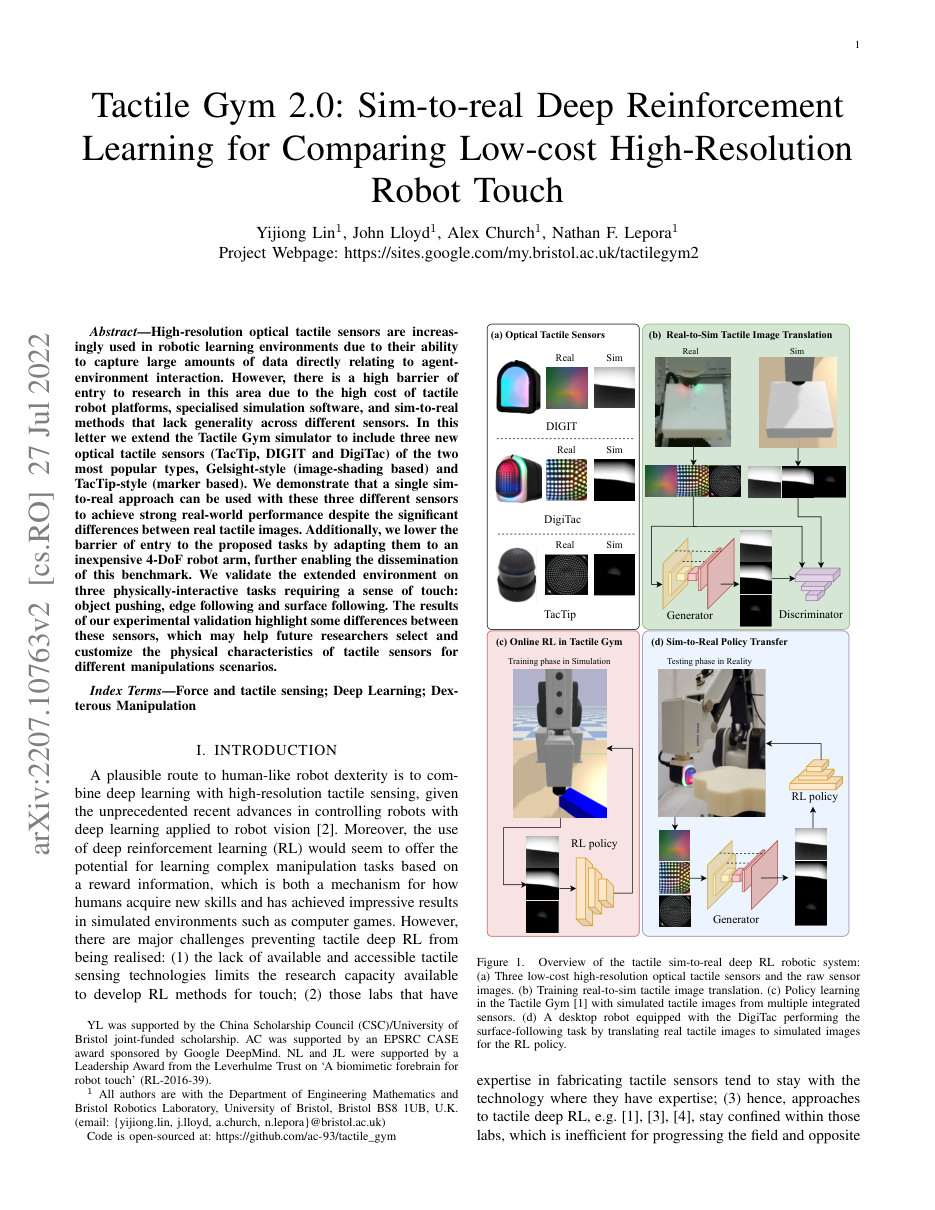 1
Tactile Gym 2.0: Sim-to-real Deep Reinforcement
Learning for Comparing Low-cost High-Resolution
Robot Touch
Yijiong Lin1, John Lloyd1, Alex Church1, Nathan F. Lepora1
Project Webpage: https://sites.google.com/my.bristol.ac.uk/tactilegym2
arXiv:2207.10763v2 [cs.RO] 27 Jul 2022
Abstract—High-resolution optical tactile sensors are increas-
ingly used in robotic learning environments due to their ability
to capture large amounts of data directly relating to agent-
environment interaction. However, there is a high barrier of
entry to research in this area due to the high cost of tactile
robot platforms, specialised simulation software, and sim-to-real
methods that lack generality across different sensors. In this
letter we extend the Tactile Gym simulator to include three new
optical tactile sensors (TacTip, DIGIT and DigiTac) of the two
most popular types, Gelsight-style (image-shading based) and
TacTip-style (marker based). We demonstrate that a single sim-
to-real approach can be used with these three different sensors
to achieve strong real-world performance despite the significant
differences between real tactile images. Additionally, we lower the
barrier of entry to the proposed tasks by adapting them to an
inexpensive 4-DoF robot arm, further enabling the dissemination
of this benchmark. We validate the extended environment on
three physically-interactive tasks requiring a sense of touch:
object pushing, edge following and surface following. The results
of our experimental validation highlight some differences between
these sensors, which may help future researchers select and
customize the physical characteristics of tactile sensors for
different manipulations scenarios.
Index Terms—Force and tactile sensing; Deep Learning; Dex-
terous Manipulation
I. INTRODUCTION
A plausible route to human-like robot dexterity is to com-
bine deep learning with high-resolution tactile sensing, given
the unprecedented recent advances in controlling robots with
deep learning applied to robot vision [2]. Moreover, the use
of deep reinforcement learning (RL) would seem to offer the
potential for learning complex manipulation tasks based on
a reward information, which is both a mechanism for how
humans acquire new skills and has achieved impressive results
in simulated environments such as computer games. However,
there are major challenges preventing tactile deep RL from
being realised: (1) the lack of available and accessible tactile
sensing technologies limits the research capacity available
to develop RL methods for touch; (2) those labs that have
YL was supported by the China Scholarship Council (CSC)/University of
Bristol joint-funded scholarship. AC was supported by an EPSRC CASE
award sponsored by Google DeepMind. NL and JL were supported by a
Leadership Award from the Leverhulme Trust on ‘A biomimetic forebrain for
robot touch’ (RL-2016-39).
1 All authors are with the Department of Engineering Mathematics and
Bristol Robotics Laboratory, University of Bristol, Bristol BS8 1UB, U.K.
(email: {yijiong.lin, j.lloyd, a.church, n.lepora}@bristol.ac.uk)
Code is open-sourced at: https://github.com/ac-93/tactile_gym
(a) Optical Tactile Sensors
Real Sim
DIGIT
Real Sim
DigiTac
Real Sim
TacTip
(b) Real-to-Sim Tactile Image Translation
Real Sim
Generator Discriminator
(c) Online RL in Tactile Gym
Training phase in Simulation
RL policy
(d) Sim-to-Real Policy Transfer
Testing phase in Reality
RL policy
Generator
Figure 1. Overview of the tactile sim-to-real deep RL robotic system:
(a) Three low-cost high-resolution optical tactile sensors and the raw sensor
images. (b) Training real-to-sim tactile image translation. (c) Policy learning
in the Tactile Gym [1] with simulated tactile images from multiple integrated
sensors. (d) A desktop robot equipped with the DigiTac performing the
surface-following task by translating real tactile images to simulated images
for the RL policy.
expertise in fabricating tactile sensors tend to stay with the
technology where they have expertise; (3) hence, approaches
to tactile deep RL, e.g. [1], [3], [4], stay confined within those
labs, which is inefficient for progressing the field and opposite